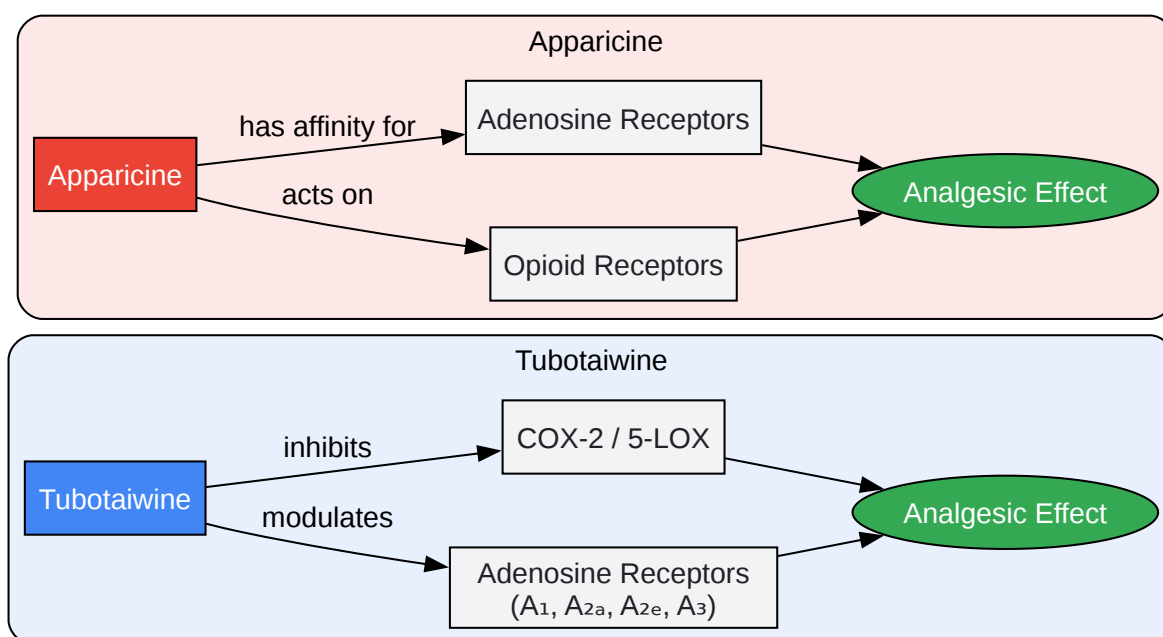 Apparicine
has affinity for
Adenosine Receptors
Apparicine
acts on
Opioid Receptors
Analgesic Effect
Tubotaiwine
inhibits
COX-2 / 5-LOX
Tubotaiwine
modulates
Adenosine Receptors
(A₁, A₂ₐ, A₂ₑ, A₃)
Analgesic Effect